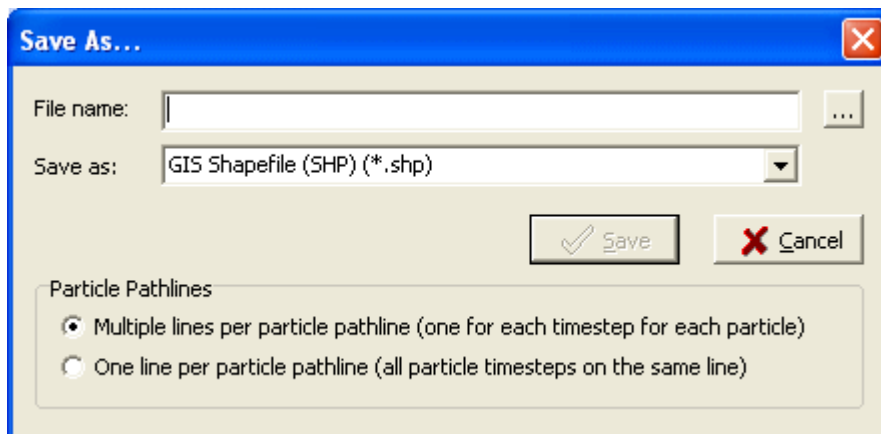 Save As...
File name:
...
Save as: GIS Shapefile (SHP) (*.shp)
Save Cancel
Particle Pathlines
Multiple lines per particle pathline (one for each timestep for each particle)
One line per particle pathline (all particle timesteps on the same line)